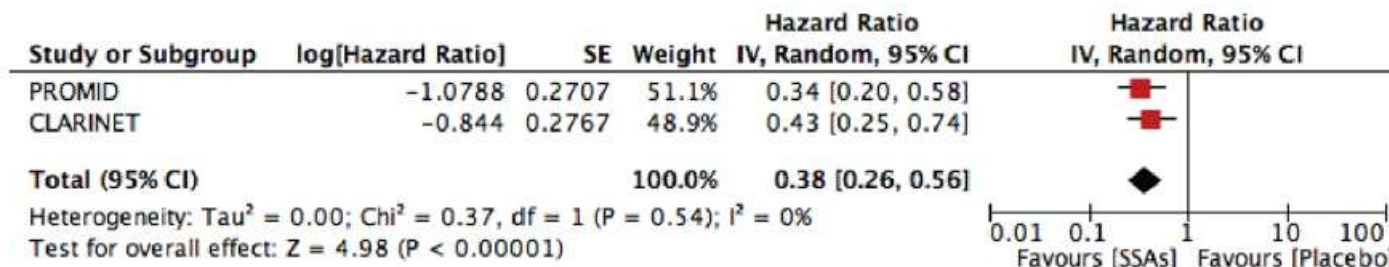 Hazard Ratio Hazard Ratio
Study or Subgroup log[Hazard Ratio] SE Weight IV, Random, 95% CI IV, Random, 95% CI
PROMID -1.0788 0.2707 51.1% 0.34 [0.20, 0.58]
CLARINET -0.844 0.2767 48.9% 0.43 [0.25, 0.74]
Total (95% CI) 100.0% 0.38 [0.26, 0.56]
Heterogeneity: Tau² = 0.00; Chi² = 0.37, df = 1 (P = 0.54); I² = 0%
Test for overall effect: Z = 4.98 (P < 0.00001)
0.01 0.1 1 10 100
Favours [SSAs] Favours [Placebo